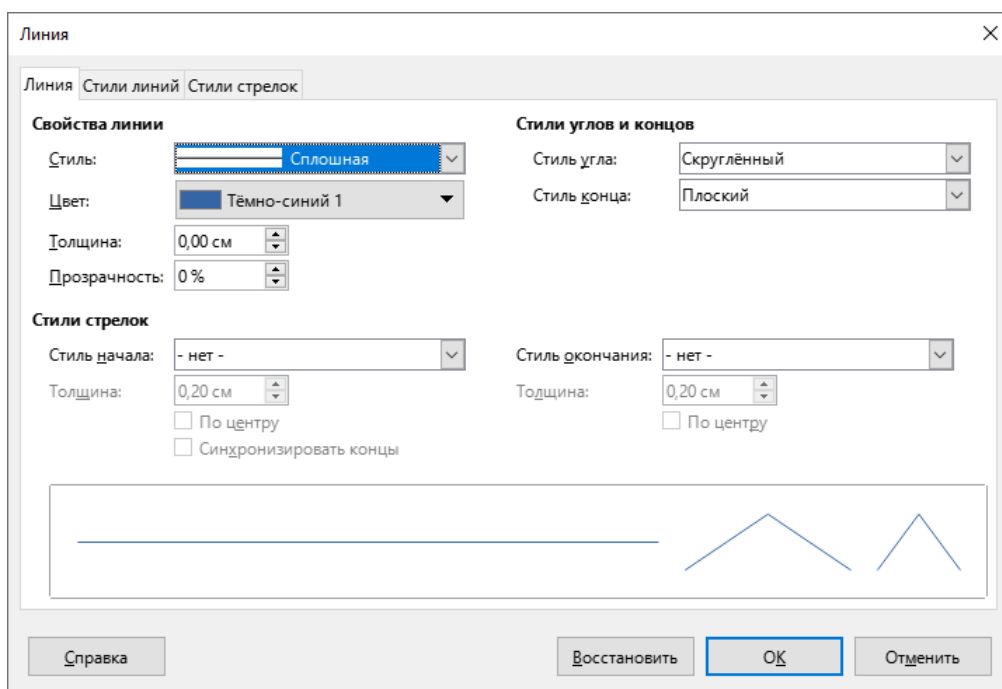 Линия
Линия Стили линий Стили стрелок
Свойства линии
Стиль: Сплошная
Цвет: Тёмно-синий 1
Толщина: 0,00 см
Прозрачность: 0 %
Стили углов и концов
Стиль угла: Скруглённый
Стиль конца: Плоский
Стили стрелок
Стиль начала: - нет -
Толщина: 0,20 см
По центру
Синхронизировать концы
Стиль окончания: - нет -
Толщина: 0,20 см
По центру
Справка Восстановить OK Отменить